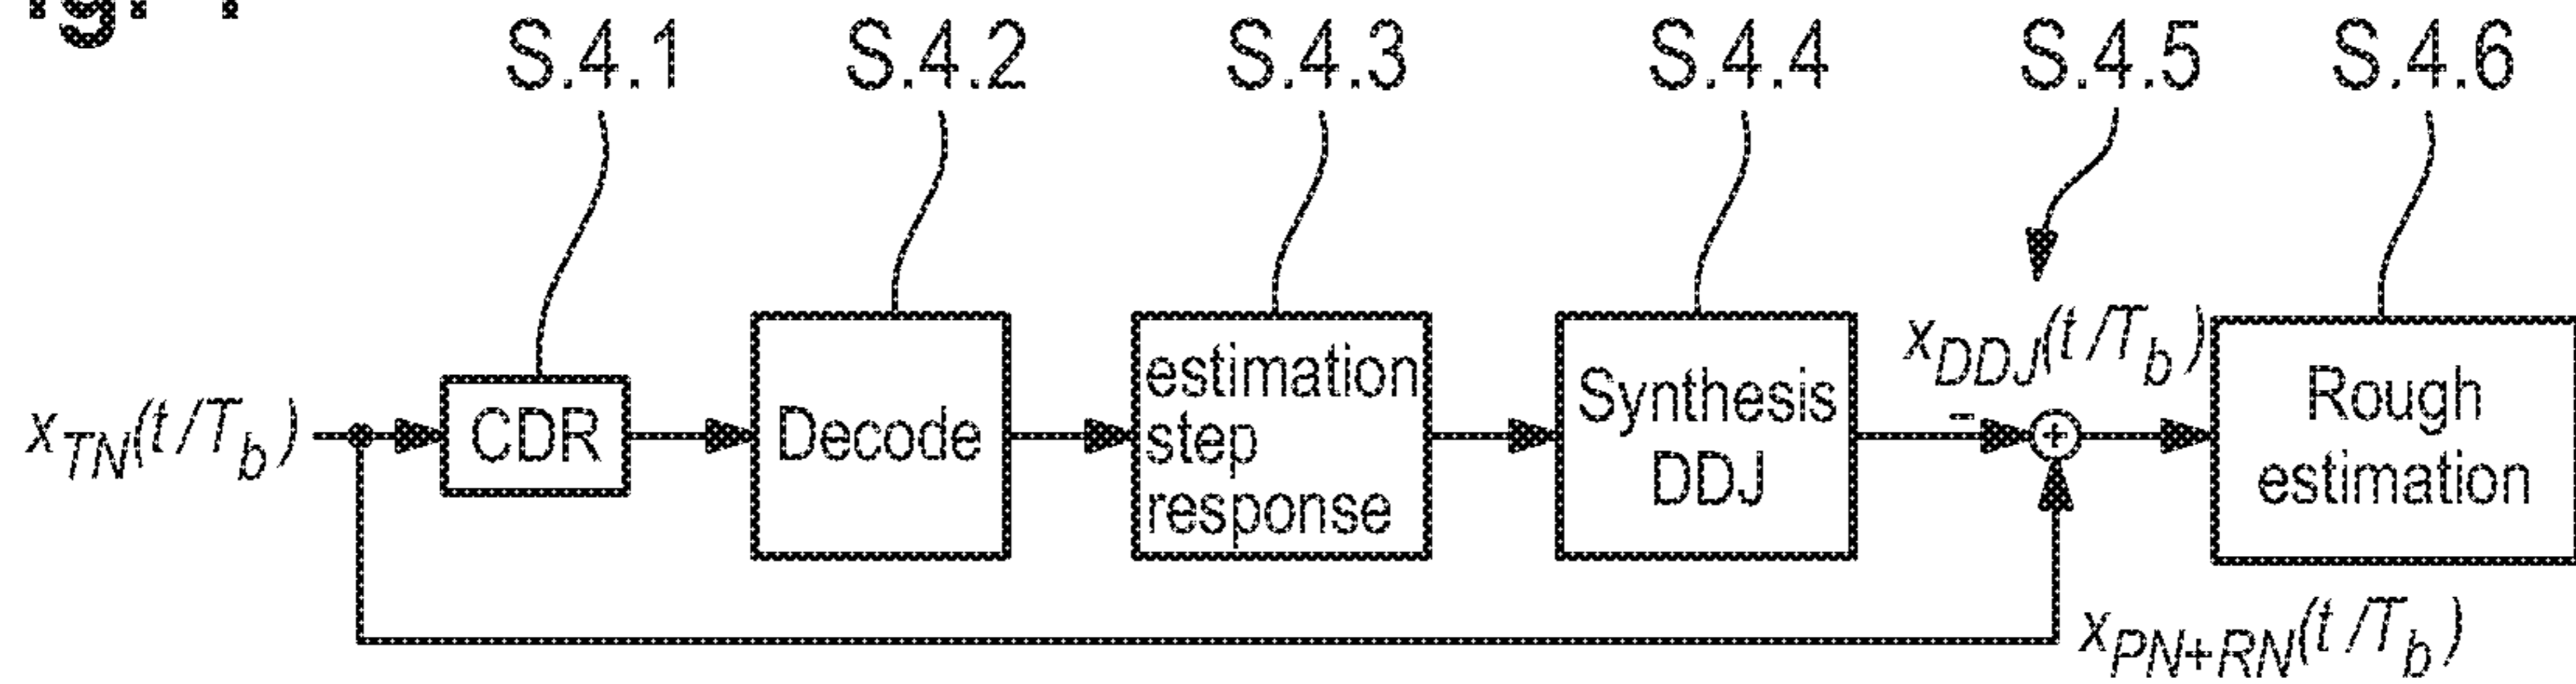 S.4.1 S.4.2 S.4.3 S.4.4 S.4.5 S.4.6
x_TN(t/T_b)
CDR
Decode
estimation
step
response
Synthesis
DDJ
x_DDJ(t/T_b)
-
+
Rough
estimation
x_PN+RN(t/T_b)